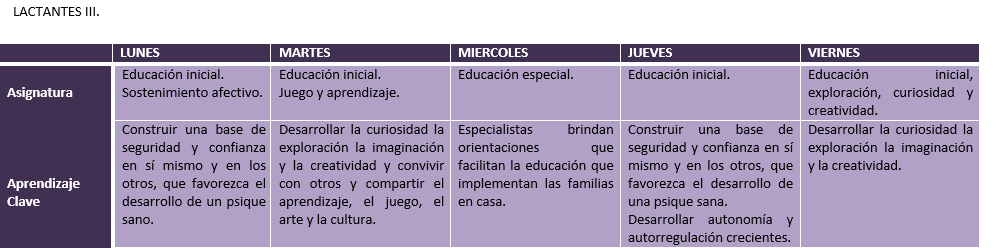 LACTANTES III.
LUNES
MARTES
MIERCOLES
JUEVES
VIERNES
Asignatura
Educación inicial.
Sostenimiento afectivo.
Educación inicial.
Juego y aprendizaje.
Educación especial.
Educación inicial.
Educación inicial,
exploración, curiosidad y
creatividad.
Aprendizaje
Clave
Construir una base de
seguridad y confianza
en sí mismo y en los
otros, que favorezca el
desarrollo de un psique
sano.
Desarrollar la curiosidad la
exploración la imaginación
y la creatividad y convivir
con otros y compartir el
aprendizaje, el juego, el
arte y la cultura.
Especialistas brindan
orientaciones que
facilitan la educación que
implementan las familias
en casa.
Construir una base de
seguridad y confianza en sí
mismo y en los otros, que
favorezca el desarrollo de
una psique sana.
Desarrollar autonomía y
autorregulación crecientes.
Desarrollar la curiosidad la
exploración la imaginación
y la creatividad.